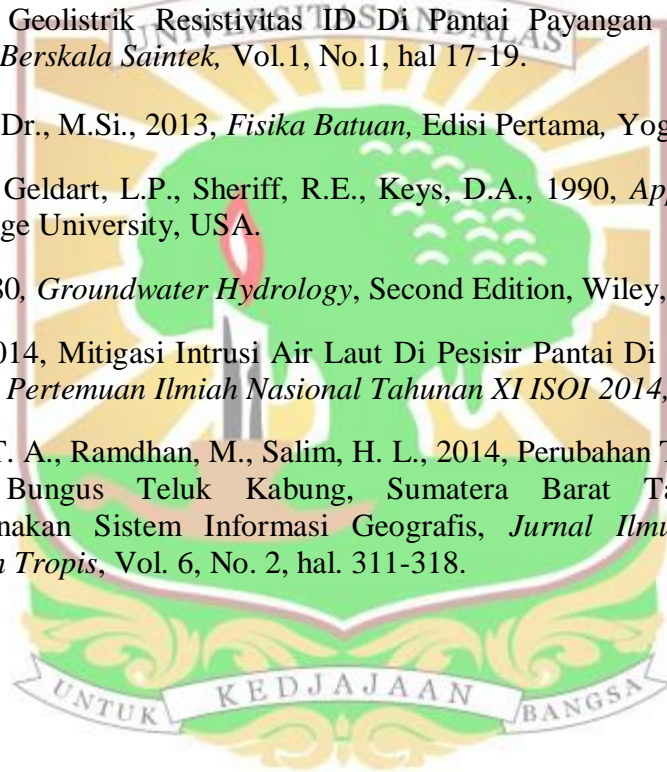 Geolistrik Resistivitas ID Di Pantai Payangan
UNIVERSITAS ANDALAS
Berskala Saintek, Vol.1, No.1, hal 17-19.
Dr., M.Si., 2013, Fisika Batuan, Edisi Pertama, Yog
Geldart, L.P., Sheriff, R.E., Keys, D.A., 1990, Ap
ge University, USA.
80, Groundwater Hydrology, Second Edition, Wiley,
014, Mitigasi Intrusi Air Laut Di Pesisir Pantai Di
Pertemuan Ilmiah Nasional Tahunan XI ISOI 2014,
T. A., Ramdhan, M., Salim, H. L., 2014, Perubahan T
Bungus Teluk Kabung, Sumatera Barat Ta
nakan Sistem Informasi Geografis, Jurnal Ilmu
n Tropis, Vol. 6, No. 2, hal. 311-318.
UNTUK KEDJAJAAN BANGSA